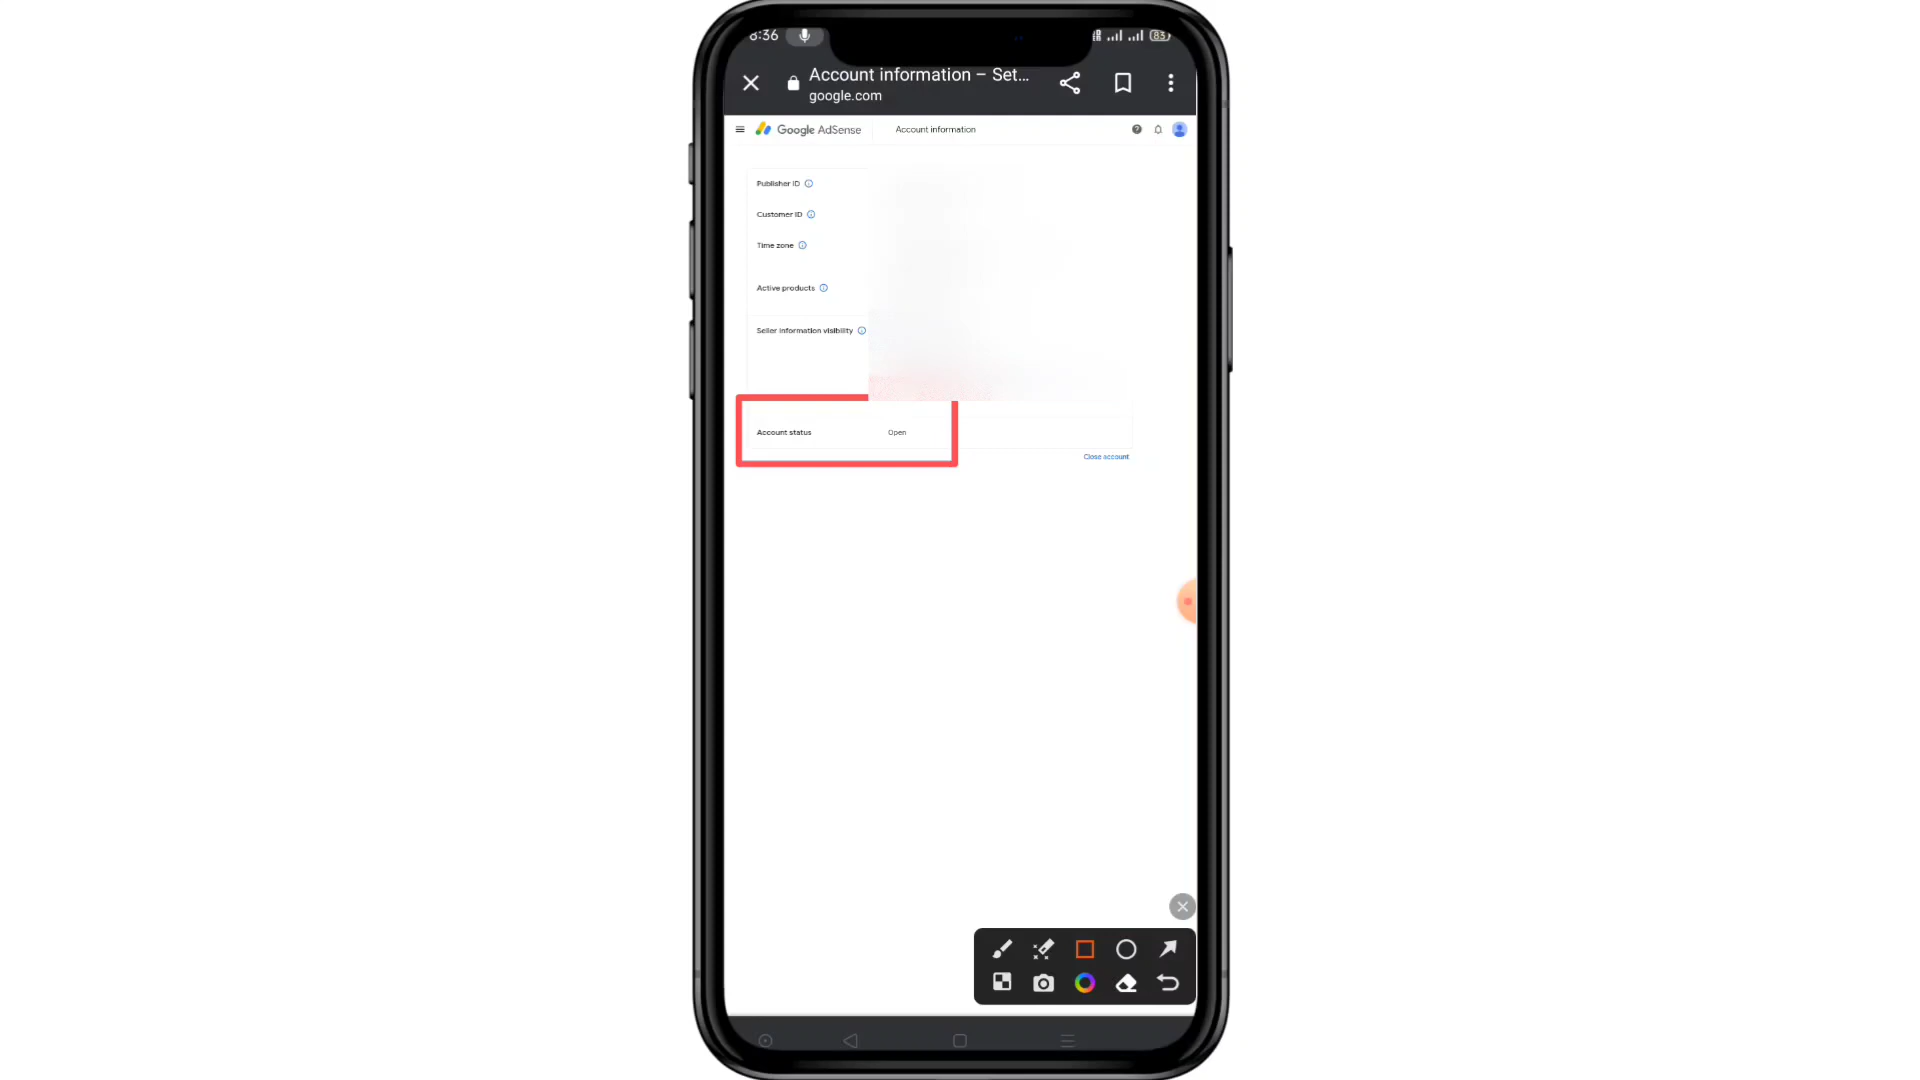 8:36 83
Account information – Set...
google.com
Google AdSense Account information
Publisher ID
Customer ID
Time zone
Active products
Seller information visibility
Account status Open
Close account